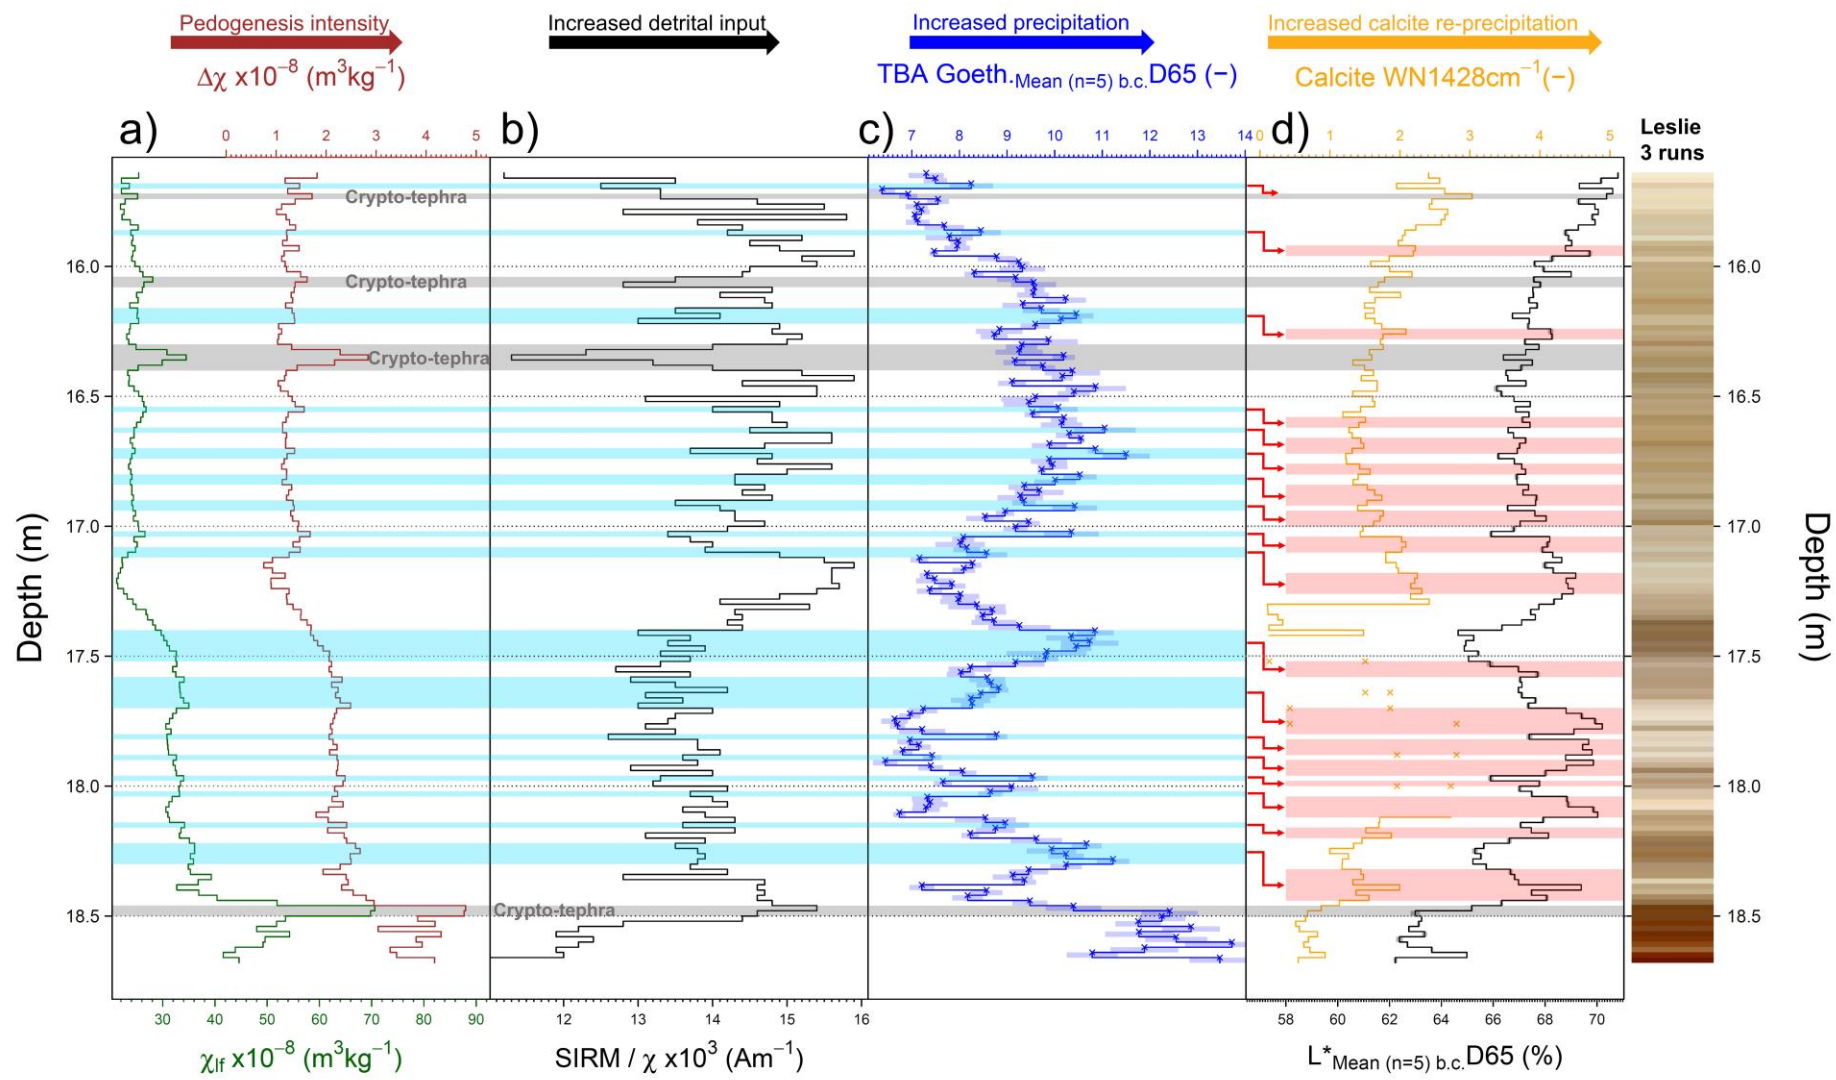 Pedogenesis intensity
Increased detrital input
Increased precipitation
Increased calcite re-precipitation
Δχ x10⁻⁸ (m³kg⁻¹)
TBA Goeth.Mean (n=5) b.c.D65 (−)
Calcite WN1428cm⁻¹(−)
a)
b)
c)
d)
Leslie
3 runs
0 1 2 3 4 5
7 8 9 10 11 12 13 14
0 1 2 3 4 5
Crypto-tephra
Crypto-tephra
Crypto-tephra
Crypto-tephra
Depth (m)
16.0
16.5
17.0
17.5
18.0
18.5
16.0
16.5
17.0
17.5
18.0
18.5
Depth (m)
30 40 50 60 70 80 90
12 13 14 15 16
58 60 62 64 66 68 70
χlf x10⁻⁸ (m³kg⁻¹)
SIRM / χ x10³ (Am⁻¹)
L*Mean (n=5) b.c.D65 (%)